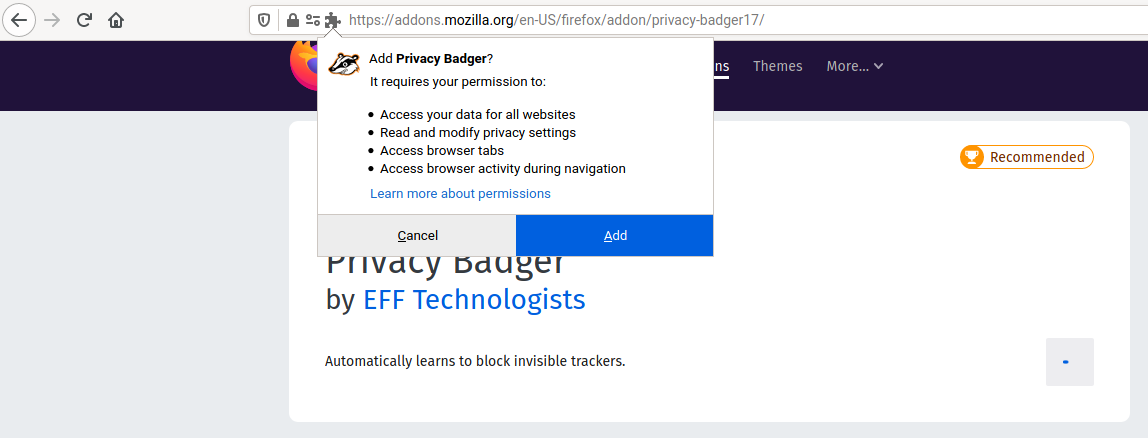 https://addons.mozilla.org/en-US/firefox/addon/privacy-badger17/
Add Privacy Badger?
It requires your permission to:
• Access your data for all websites
• Read and modify privacy settings
• Access browser tabs
• Access browser activity during navigation
Learn more about permissions
Cancel Add
ns Themes More...
Recommended
Privacy Badger
by EFF Technologists
Automatically learns to block invisible trackers.